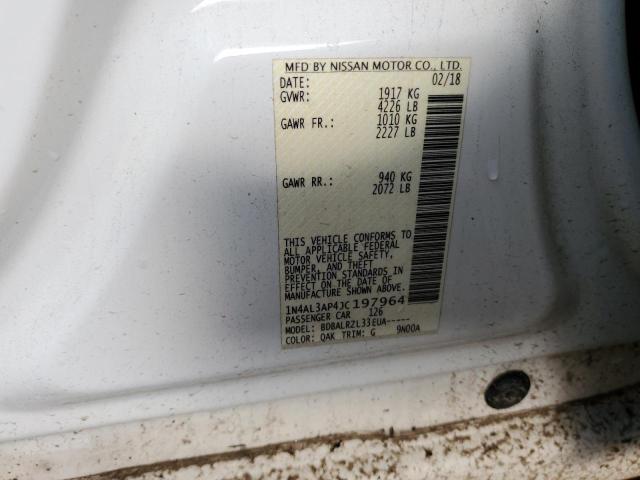 MFD BY NISSAN MOTOR CO., LTD.
DATE: 02/18
GVWR: 1917 KG
4226 LB
GAWR FR.: 1010 KG
2227 LB
GAWR RR.: 940 KG
2072 LB
THIS VEHICLE CONFORMS TO
ALL APPLICABLE FEDERAL
MOTOR VEHICLE SAFETY,
BUMPER, AND THEFT
PREVENTION STANDARDS IN
EFFECT ON THE DATE OF
MANUFACTURE SHOWN ABOVE.
1N4AL3AP4JC197964
PASSENGER CAR 126
MODEL: BDBALRZL33EUA-----
COLOR: QAK TRIM: G 9N00A